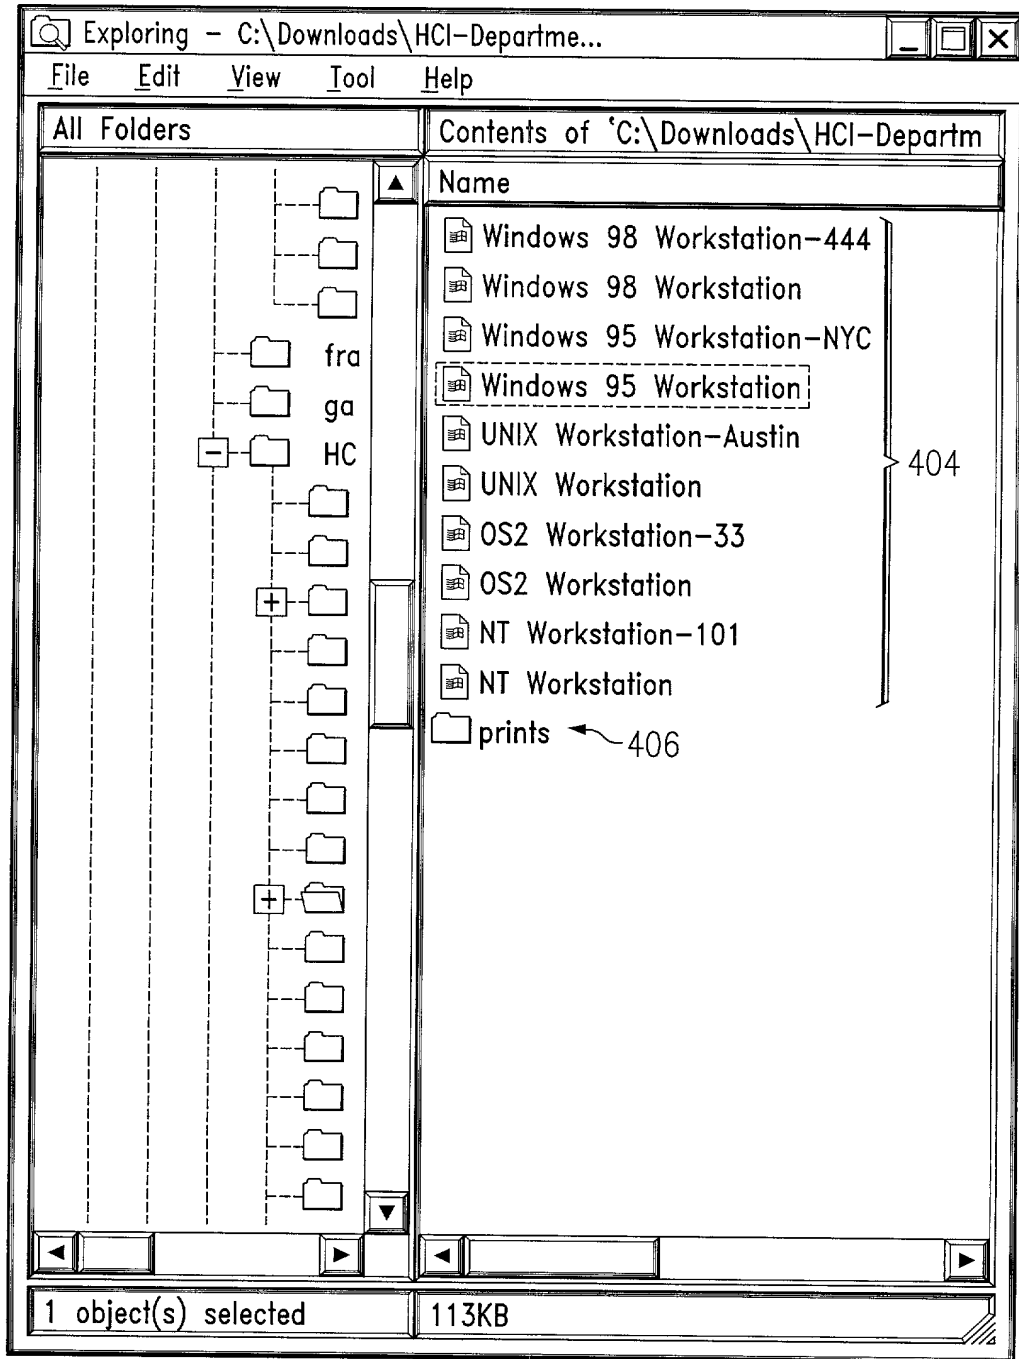 Exploring – C:\Downloads\HCI-Departme...
File Edit View Tool Help
All Folders
Contents of ‘C:\Downloads\HCI-Departm
Name
fra
ga
HC
Windows 98 Workstation-444
Windows 98 Workstation
Windows 95 Workstation-NYC
Windows 95 Workstation
UNIX Workstation-Austin
UNIX Workstation
OS2 Workstation-33
OS2 Workstation
NT Workstation-101
NT Workstation
404
prints
406
1 object(s) selected
113KB